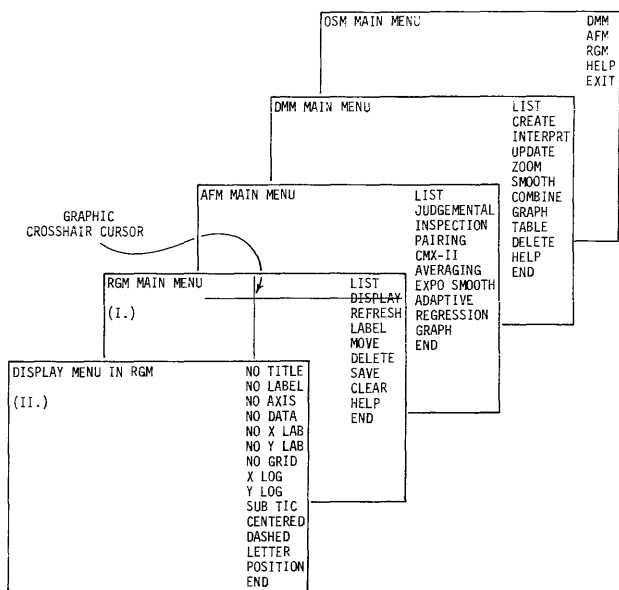 OSM MAIN MENU
DMM
AFM
RGM
HELP
EXIT
DMM MAIN MENU
LIST
CREATE
INTERPRT
UPDATE
ZOOM
SMOOTH
COMBINE
GRAPH
TABLE
DELETE
HELP
END
AFM MAIN MENU
LIST
JUDGEMENTAL
INSPECTION
PAIRING
CMX-II
AVERAGING
EXPO SMOOTH
ADAPTIVE
REGRESSION
GRAPH
END
GRAPHIC
CROSSHAIR CURSOR
RGM MAIN MENU
(I.)
LIST
DISPLAY
REFRESH
LABEL
MOVE
DELETE
SAVE
CLEAR
HELP
END
DISPLAY MENU IN RGM
(II.)
NO TITLE
NO LABEL
NO AXIS
NO DATA
NO X LAB
NO Y LAB
NO GRID
X LOG
Y LOG
SUB TIC
CENTERED
DASHED
LETTER
POSITION
END